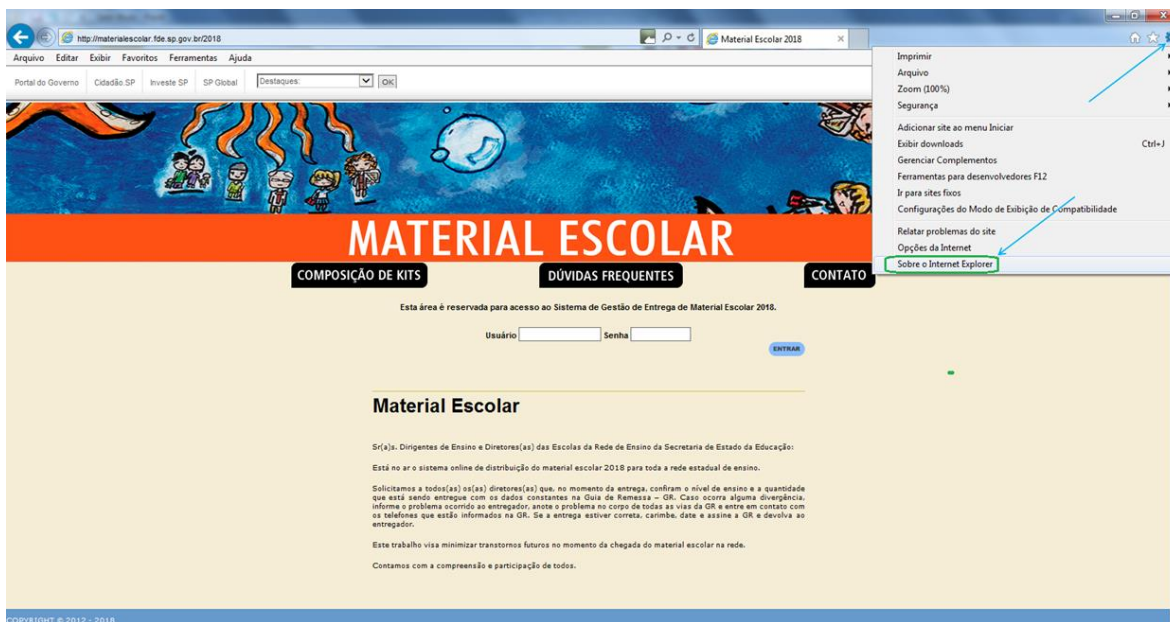 http://materialescolar.fde.sp.gov.br/2018
Material Escolar 2018
Arquivo Editar Exibir Favoritos Ferramentas Ajuda
Portal do Governo Cidadão.SP Investe SP SP Global Destaques: OK
Imprimir
Arquivo
Zoom (100%)
Segurança
Adicionar site ao menu Iniciar
Exibir downloads Ctrl+J
Gerenciar Complementos
Ferramentas para desenvolvedores F12
Ir para sites fixos
Configurações do Modo de Exibição de Compatibilidade
Relatar problemas do site
Opções da Internet
Sobre o Internet Explorer
MATERIAL ESCOLAR
COMPOSIÇÃO DE KITS DÚVIDAS FREQUENTES CONTATO
Esta área é reservada para acesso ao Sistema de Gestão de Entrega de Material Escolar 2018.
Usuário Senha
ENTRAR
Material Escolar
Sr(a)s. Dirigentes de Ensino e Diretores(as) das Escolas da Rede de Ensino da Secretaria de Estado da Educação:
Está no ar o sistema online de distribuição do material escolar 2018 para toda a rede estadual de ensino.
Solicitamos a todos(as) os(as) diretores(as) que, no momento da entrega, confiram o nível de ensino e a quantidade
que está sendo entregue com os dados constantes na Guia de Remessa – GR. Caso ocorra alguma divergência,
informe o problema ocorrido ao entregador, anote o problema no corpo de todas as vias da GR e entre em contato com
os telefones que estão informados na GR. Se a entrega estiver correta, carimbe, date e assine a GR e devolva ao
entregador.
Este trabalho visa minimizar transtornos futuros no momento da chegada do material escolar na rede.
Contamos com a compreensão e participação de todos.
COPYRIGHT © 2012 - 2018